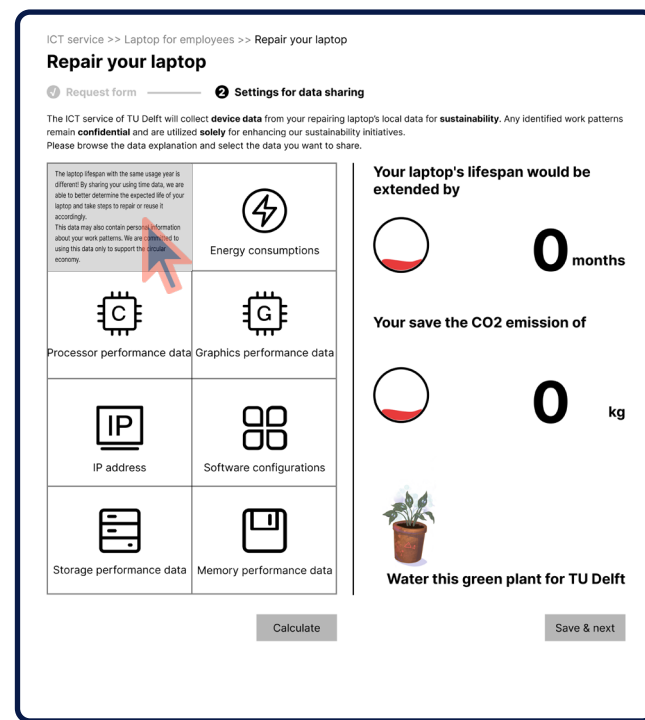 ICT service >> Laptop for employees >> Repair your laptop
Repair your laptop
Request form
2 Settings for data sharing
The ICT service of TU Delft will collect device data from your repairing laptop's local data for sustainability. Any identified work patterns
remain confidential and are utilized solely for enhancing our sustainability initiatives.
Please browse the data explanation and select the data you want to share.
The laptop lifespan with the same usage year is
different! By sharing your using time data, we are
able to better determine the expected life of your
laptop and take steps to repair or reuse it
accordingly.
This data may also contain personal information
about your work patterns. We are committed to
using this data only to support the circular
economy.
Energy consumptions
C
Processor performance data
G
Graphics performance data
IP
IP address
Software configurations
Storage performance data
Memory performance data
Calculate
Your laptop's lifespan would be
extended by
0 months
Your save the CO2 emission of
0 kg
Water this green plant for TU Delft
Save & next